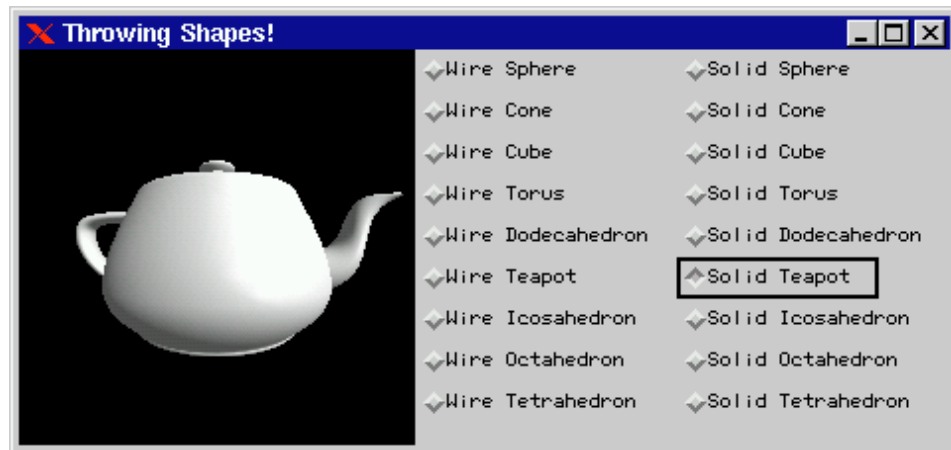 Throwing Shapes!
Wire Sphere Solid Sphere
Wire Cone Solid Cone
Wire Cube Solid Cube
Wire Torus Solid Torus
Wire Dodecahedron Solid Dodecahedron
Wire Teapot Solid Teapot
Wire Icosahedron Solid Icosahedron
Wire Octahedron Solid Octahedron
Wire Tetrahedron Solid Tetrahedron